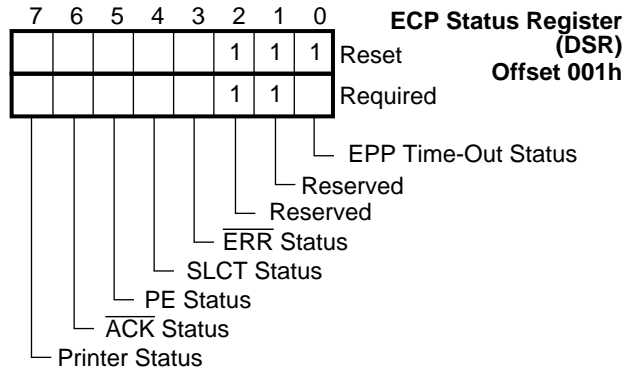 7 6 5 4 3 2 1 0
ECP Status Register
(DSR)
Offset 001h
1 1 1 Reset
1 1 Required
EPP Time-Out Status
Reserved
Reserved
ERR Status
SLCT Status
PE Status
ACK Status
Printer Status